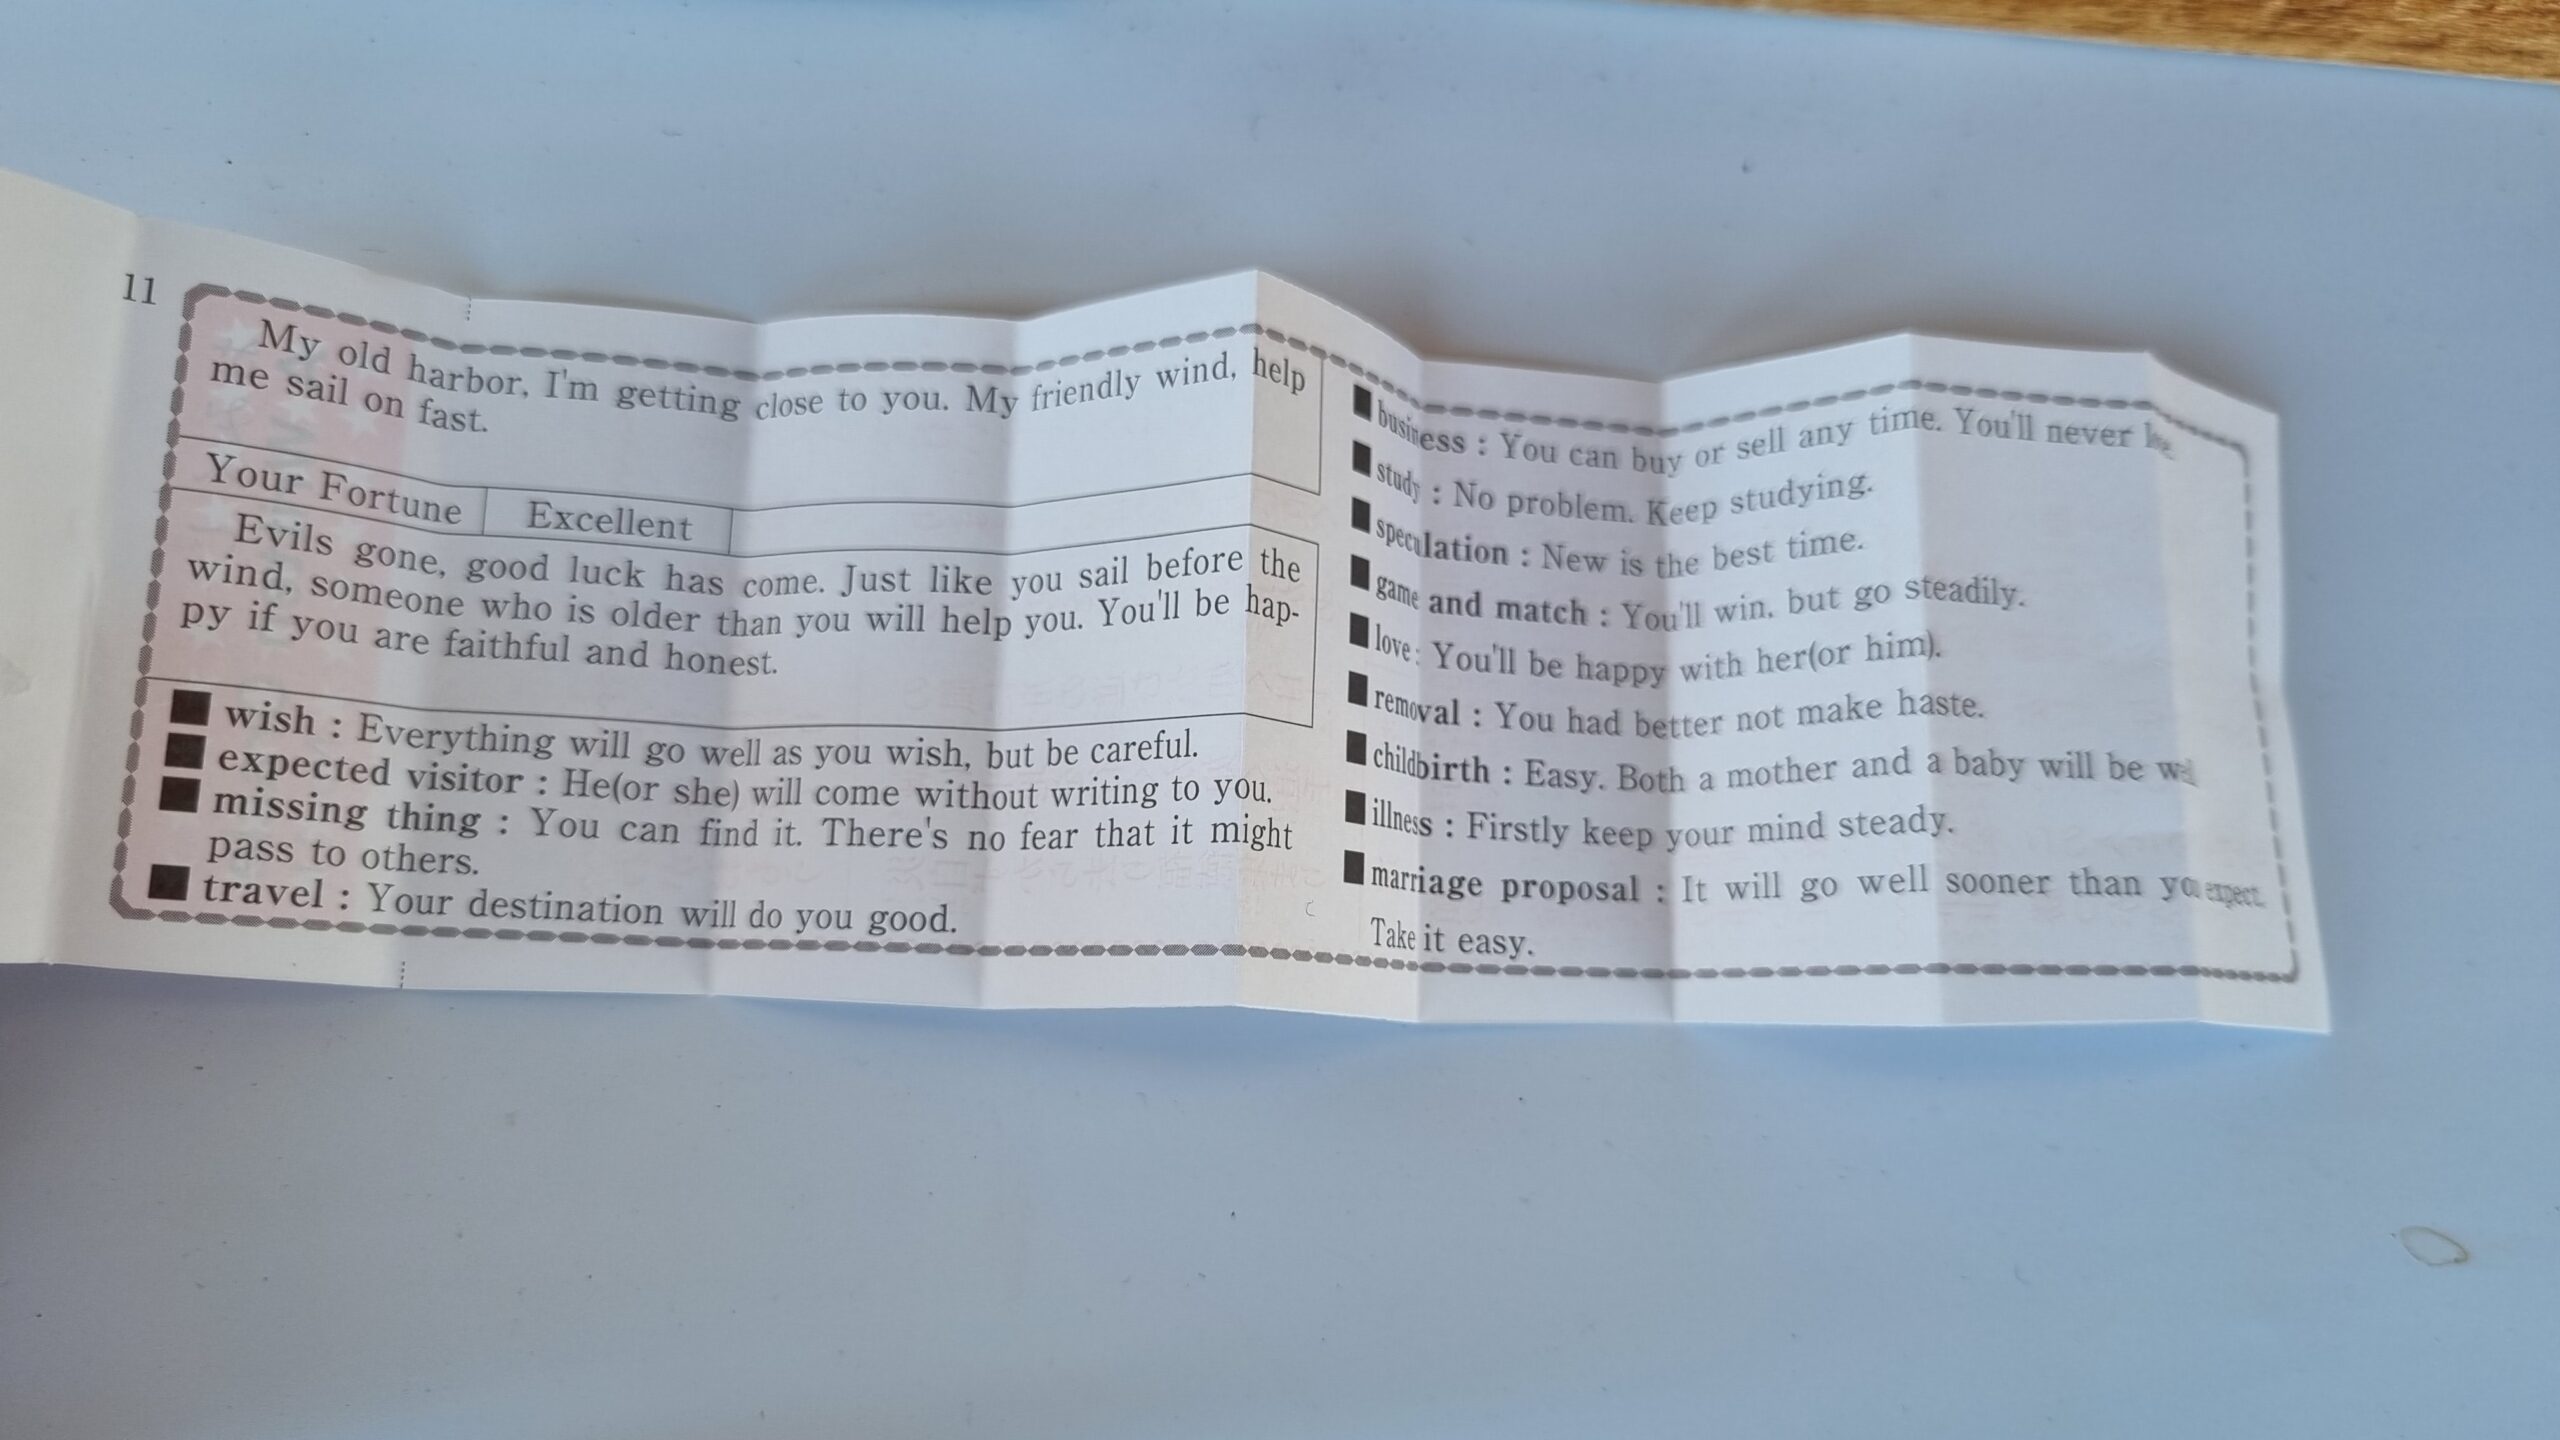 11
My old harbor, I'm getting close to you. My friendly wind, help
me sail on fast.
Your Fortune Excellent
Evils gone, good luck has come. Just like you sail before the
wind, someone who is older than you will help you. You'll be hap-
py if you are faithful and honest.
■ wish : Everything will go well as you wish, but be careful.
■ expected visitor : He(or she) will come without writing to you.
■ missing thing : You can find it. There's no fear that it might
pass to others.
■ travel : Your destination will do you good.
■ business : You can buy or sell any time. You'll never
■ study : No problem. Keep studying.
■ speculation : New is the best time.
■ game and match : You'll win, but go steadily.
■ love : You'll be happy with her(or him).
■ removal : You had better not make haste.
■ childbirth : Easy. Both a mother and a baby will be
■ illness : Firstly keep your mind steady.
■ marriage proposal : It will go well sooner than you expect.
Take it easy.